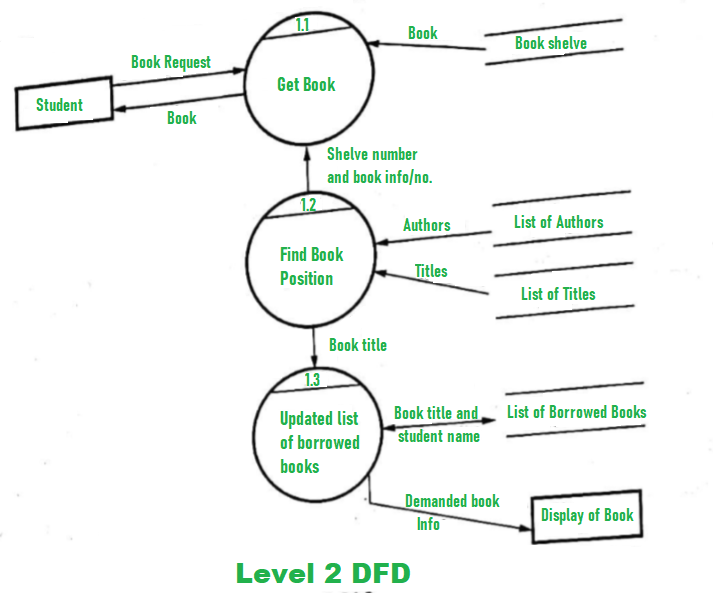 1.1
Book
Book shelve
Book Request
Get Book
Student
Book
Shelve number
and book info/no.
1.2
Authors
List of Authors
Find Book
Position
Titles
List of Titles
Book title
1.3
Updated list
of borrowed
books
Book title and
student name
List of Borrowed Books
Demanded book
Info
Display of Book
Level 2 DFD